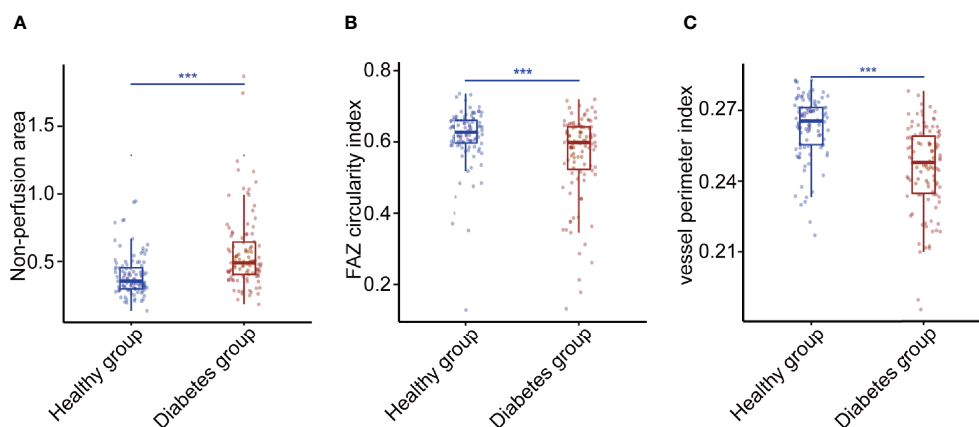 A
Non-perfusion area
1.5
1.0
0.5
***
Healthy group
Diabetes group
B
FAZ circularity index
0.8
0.6
0.4
0.2
***
Healthy group
Diabetes group
C
vessel perimeter index
0.27
0.24
0.21
***
Healthy group
Diabetes group